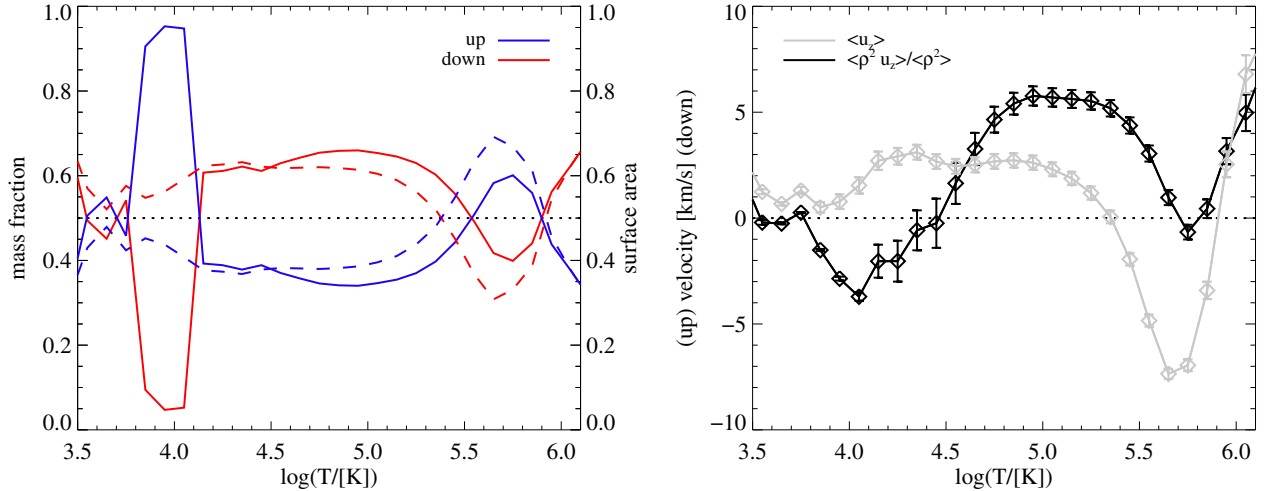 1.0
0.8
0.6
0.4
0.2
0.0
mass fraction
up
down
1.0
0.8
0.6
0.4
0.2
0.0
surface area
3.5 4.0 4.5 5.0 5.5 6.0
log(T/[K])
10
5
0
−5
−10
(up) velocity [km/s] (down)
<u_z>
<ρ² u_z>/<ρ²>
3.5 4.0 4.5 5.0 5.5 6.0
log(T/[K])